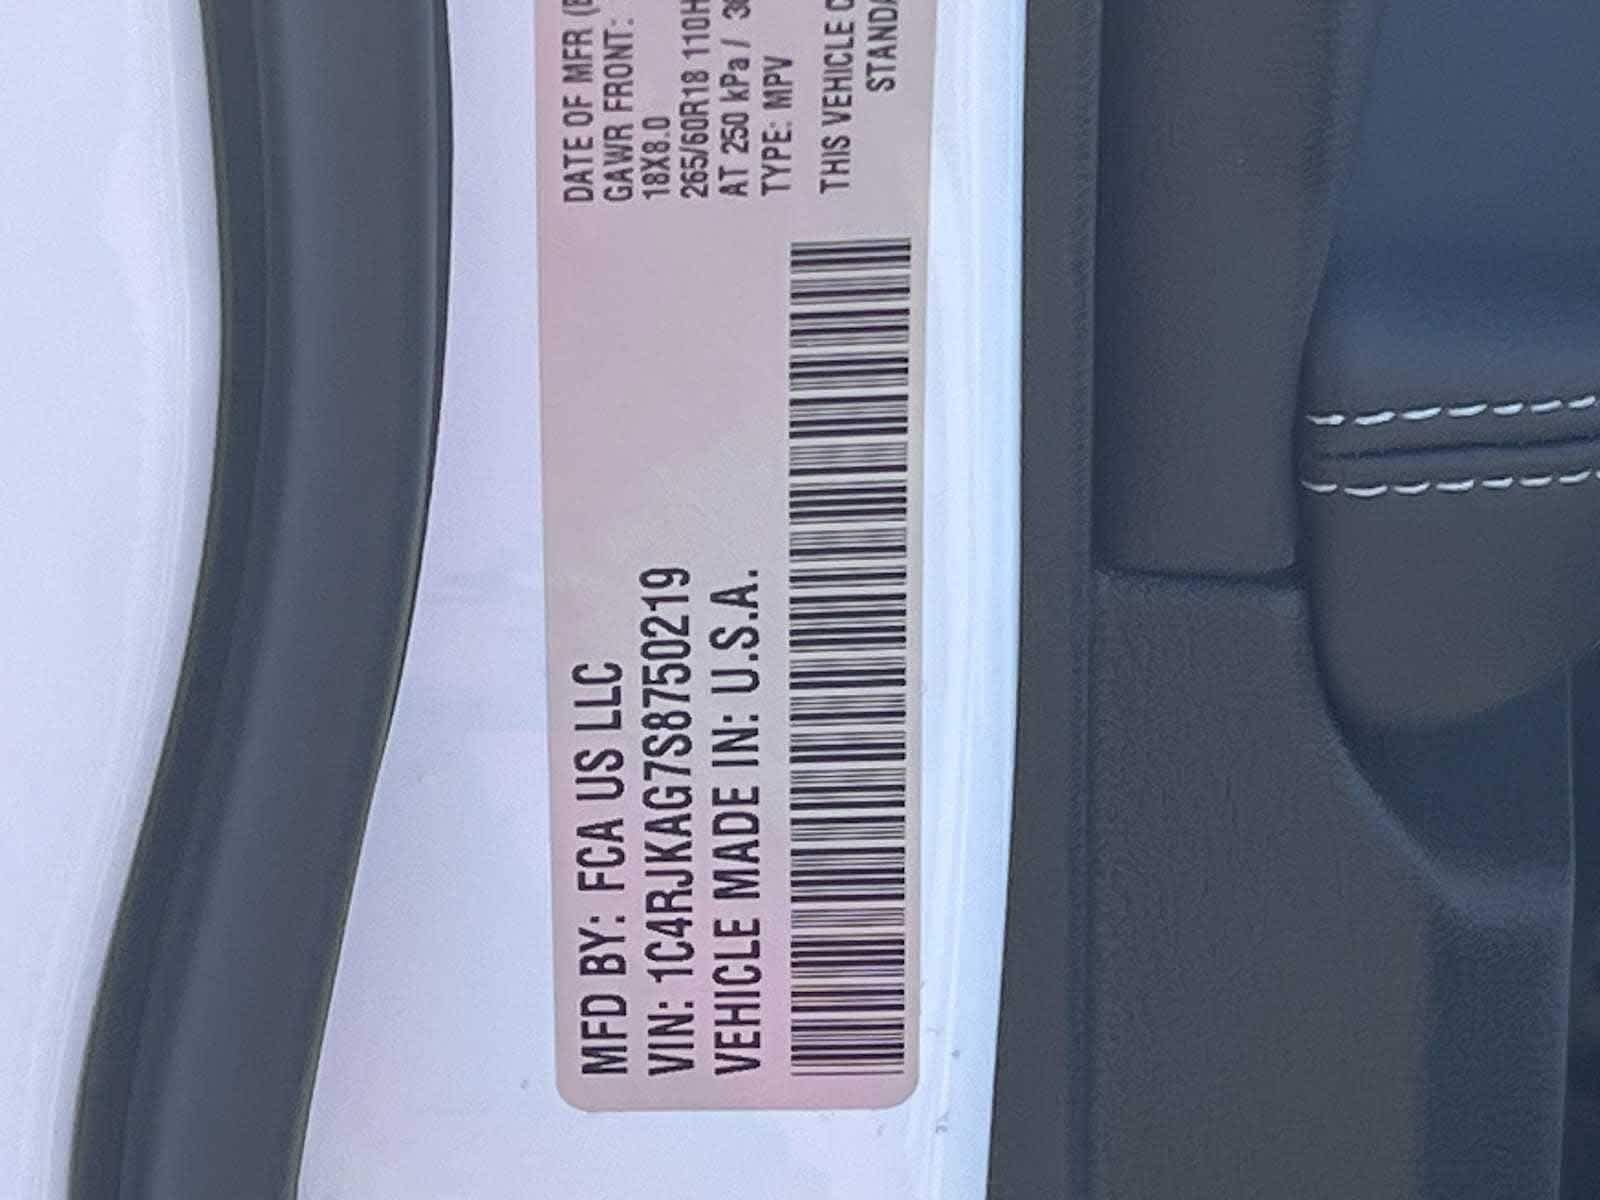 MFD BY: FCA US LLC
VIN: 1C4RJKAG7S8750219
VEHICLE MADE IN: U.S.A.
DATE OF MFR
GAWR FRONT:
18X8.0
265/60R18 110H
AT 250 kPa /
TYPE: MPV
THIS VEHICLE